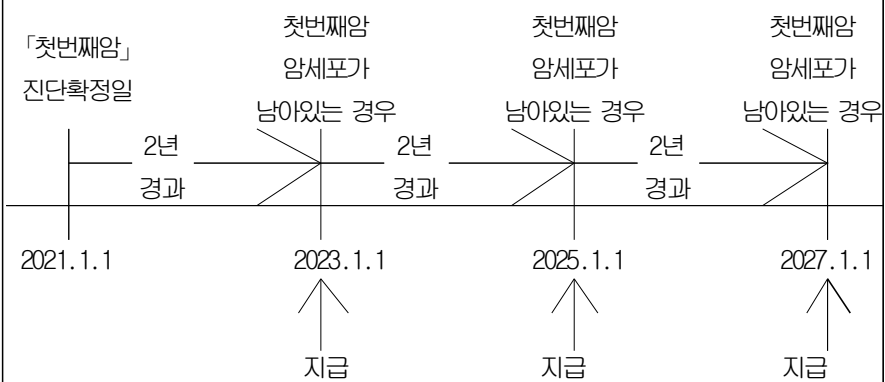 「첫번째암」
진단확정일
첫번째암
암세포가
남아있는 경우
첫번째암
암세포가
남아있는 경우
첫번째암
암세포가
남아있는 경우
2년
경과
2년
경과
2년
경과
2021.1.1
2023.1.1
2025.1.1
2027.1.1
지급
지급
지급